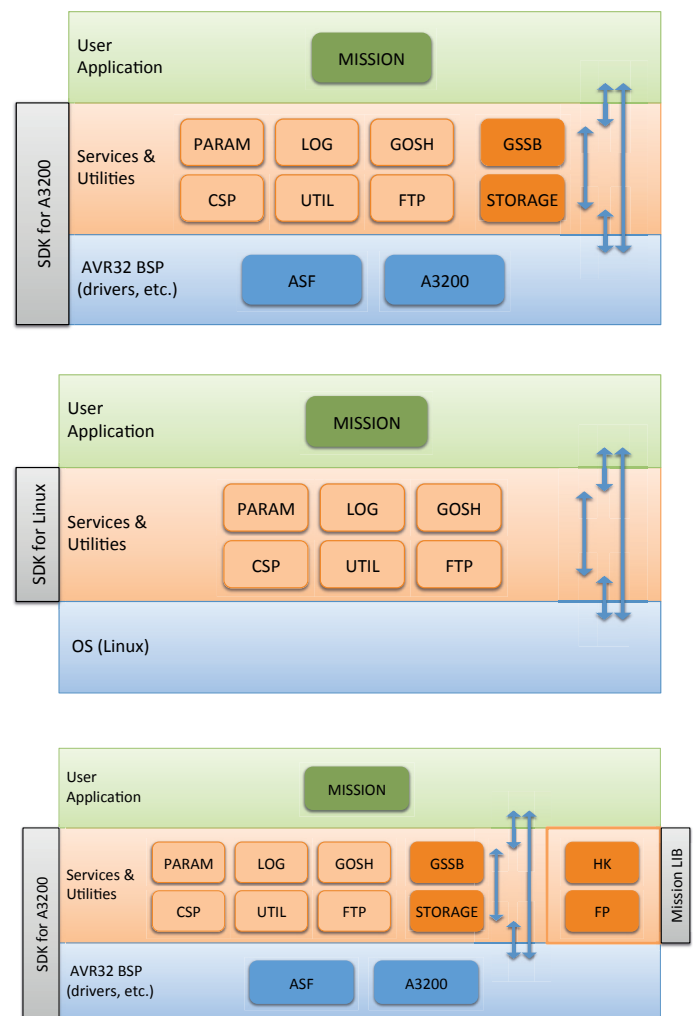 User
Application
MISSION
SDK for A3200
Services &
Utilities
PARAM
LOG
GOSH
GSSB
CSP
UTIL
FTP
STORAGE
AVR32 BSP
(drivers, etc.)
ASF
A3200
User
Application
MISSION
SDK for Linux
Services &
Utilities
PARAM
LOG
GOSH
CSP
UTIL
FTP
OS (Linux)
User
Application
MISSION
SDK for A3200
Services &
Utilities
PARAM
LOG
GOSH
GSSB
HK
CSP
UTIL
FTP
STORAGE
FP
Mission LIB
AVR32 BSP
(drivers, etc.)
ASF
A3200